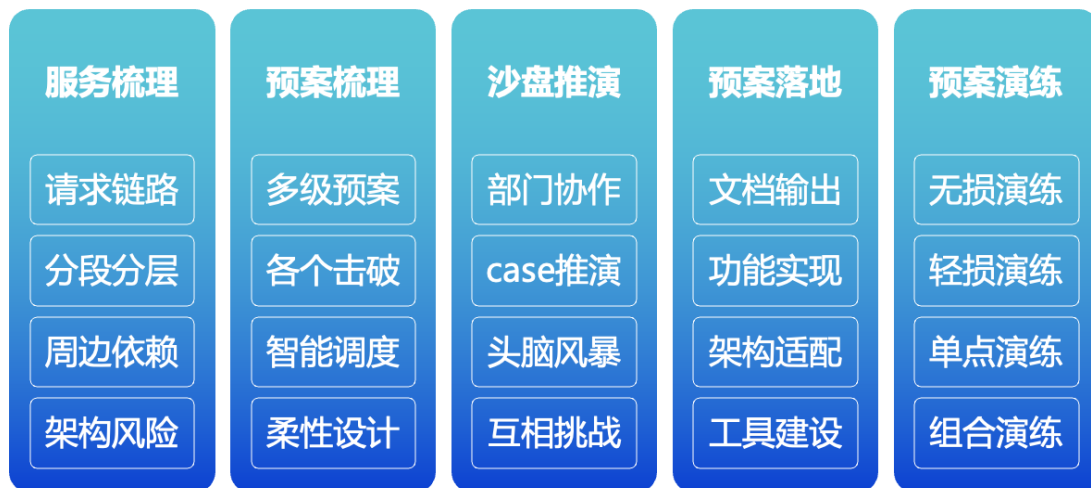 服务梳理
请求链路
分段分层
周边依赖
架构风险
预案梳理
多级预案
各个击破
智能调度
柔性设计
沙盘推演
部门协作
case推演
头脑风暴
互相挑战
预案落地
文档输出
功能实现
架构适配
工具建设
预案演练
无损演练
轻损演练
单点演练
组合演练